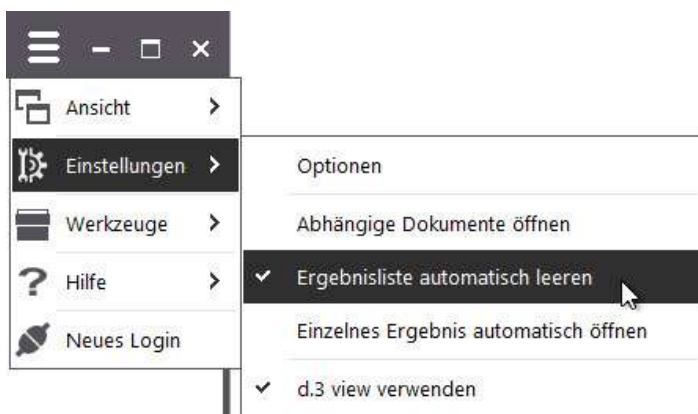 Ansicht
Einstellungen
Werkzeuge
Hilfe
Neues Login
Optionen
Abhängige Dokumente öffnen
Ergebnisliste automatisch leeren
Einzelnes Ergebnis automatisch öffnen
d.3 view verwenden